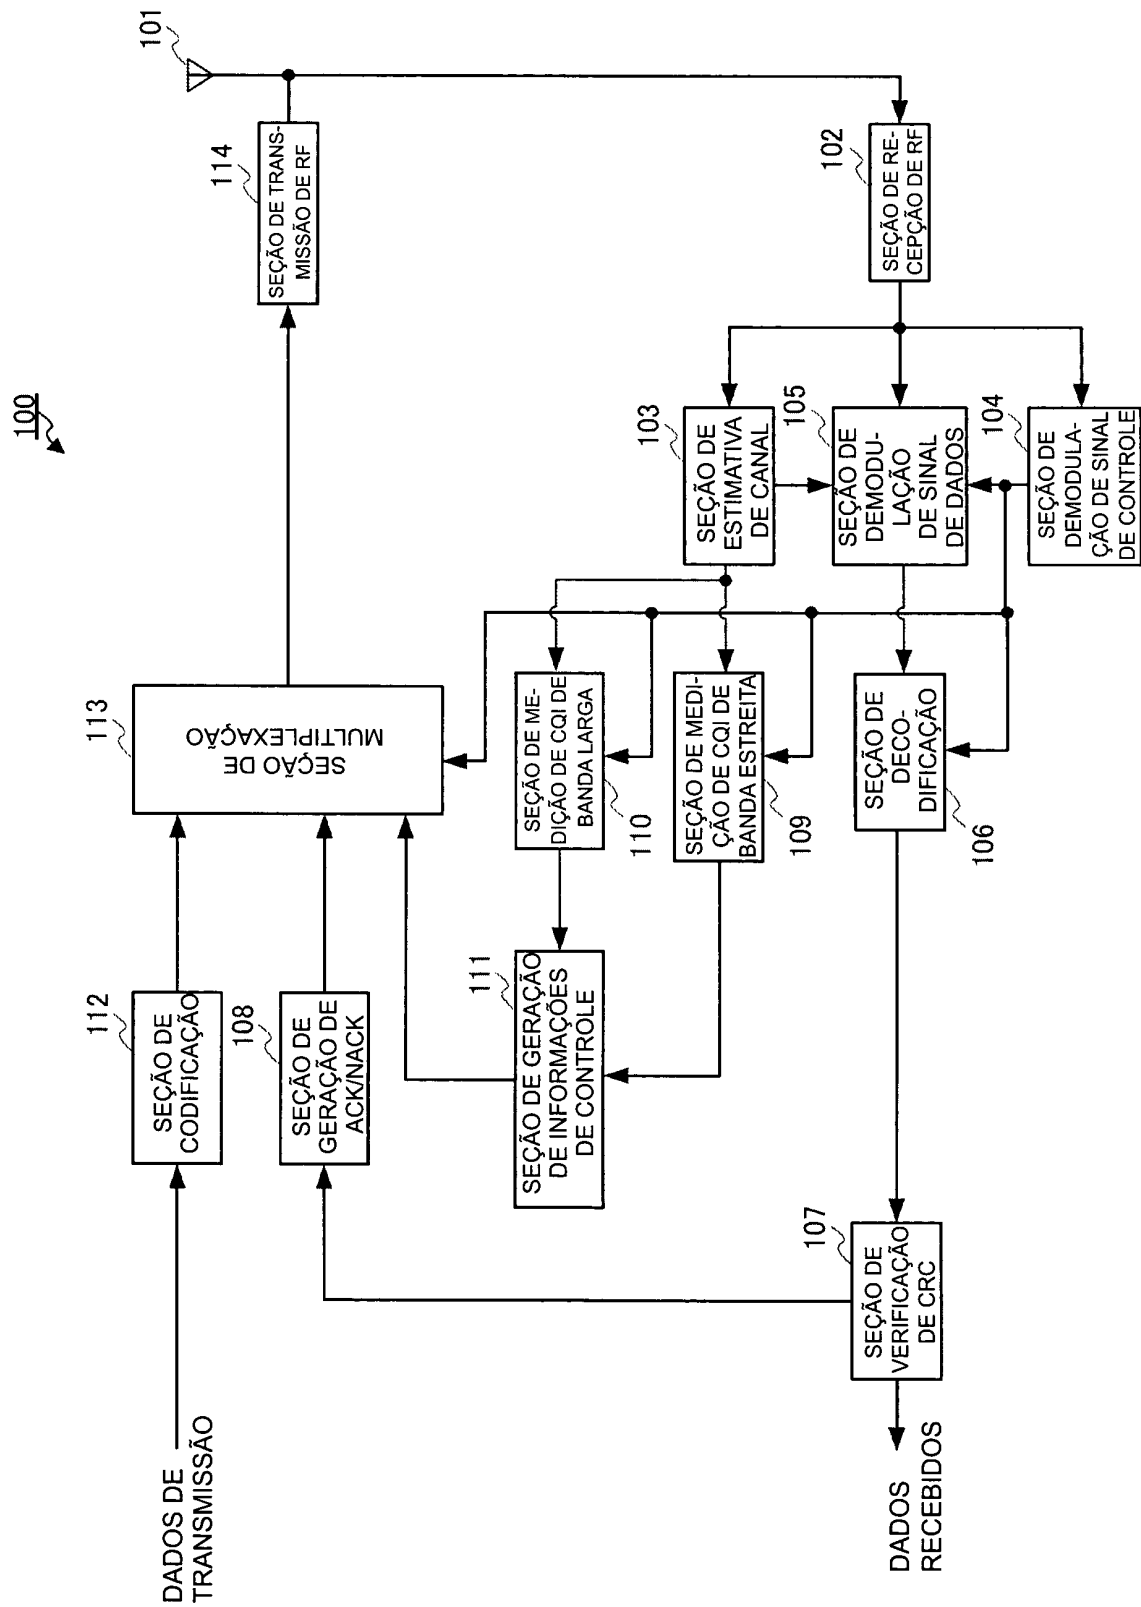 100
101
114
SEÇÃO DE TRANS-
MISSÃO DE RF
102
SEÇÃO DE RE-
CEPÇÃO DE RF
113
SEÇÃO DE
MULTIPLEXAÇÃO
103
SEÇÃO DE
ESTIMATIVA
DE CANAL
105
SEÇÃO DE
DEMODU-
LAÇÃO
DE SINAL
DE DADOS
104
SEÇÃO DE
DEMODULA-
ÇÃO DE SINAL
DE CONTROLE
SEÇÃO DE ME-
DIÇÃO DE CQI DE
BANDA LARGA
110
SEÇÃO DE MEDI-
ÇÃO DE CQI DE
BANDA ESTREITA
109
SEÇÃO DE
DECO-
DIFICAÇÃO
106
112
SEÇÃO DE
CODIFICAÇÃO
108
SEÇÃO DE
GERAÇÃO DE
ACK/NACK
111
SEÇÃO DE GERAÇÃO
DE INFORMAÇÕES
DE CONTROLE
107
SEÇÃO DE
VERIFICAÇÃO
DE CRC
DADOS DE
TRANSMISSÃO
DADOS
RECEBIDOS